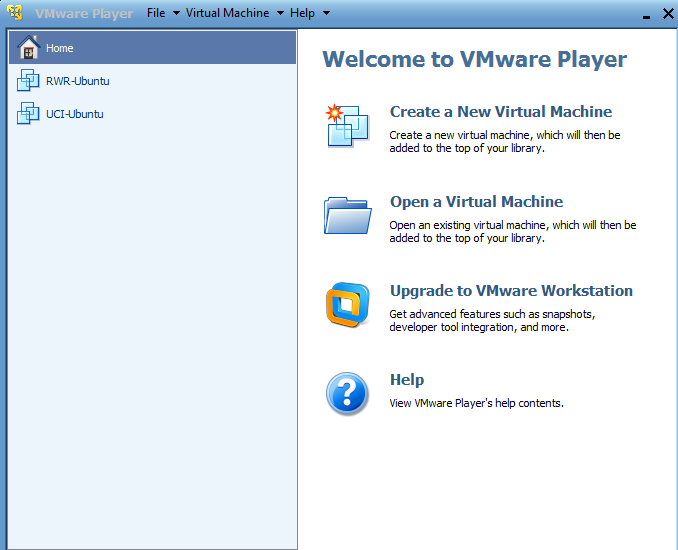 VMware Player File Virtual Machine Help
Home
RWR-Ubuntu
UCI-Ubuntu
Welcome to VMware Player
Create a New Virtual Machine
Create a new virtual machine, which will then be
added to the top of your library.
Open a Virtual Machine
Open an existing virtual machine, which will then be
added to the top of your library.
Upgrade to VMware Workstation
Get advanced features such as snapshots,
developer tool integration, and more.
Help
View VMware Player's help contents.